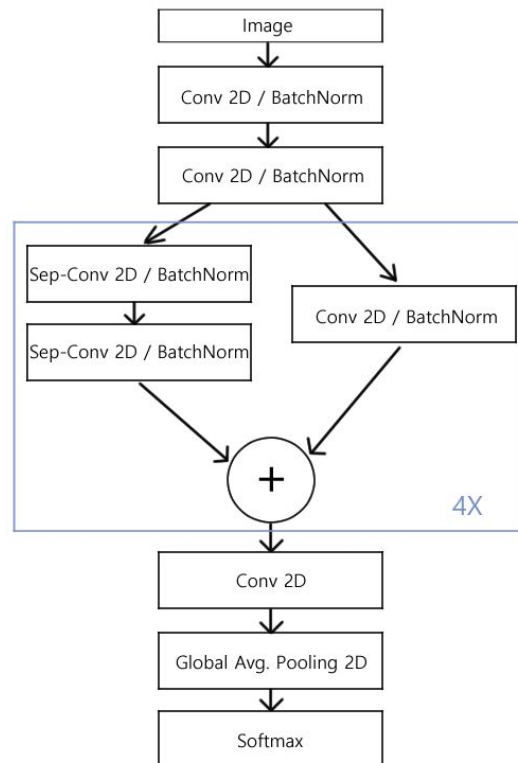 Image
Conv 2D / BatchNorm
Conv 2D / BatchNorm
Sep-Conv 2D / BatchNorm
Sep-Conv 2D / BatchNorm
Conv 2D / BatchNorm
+
4X
Conv 2D
Global Avg. Pooling 2D
Softmax